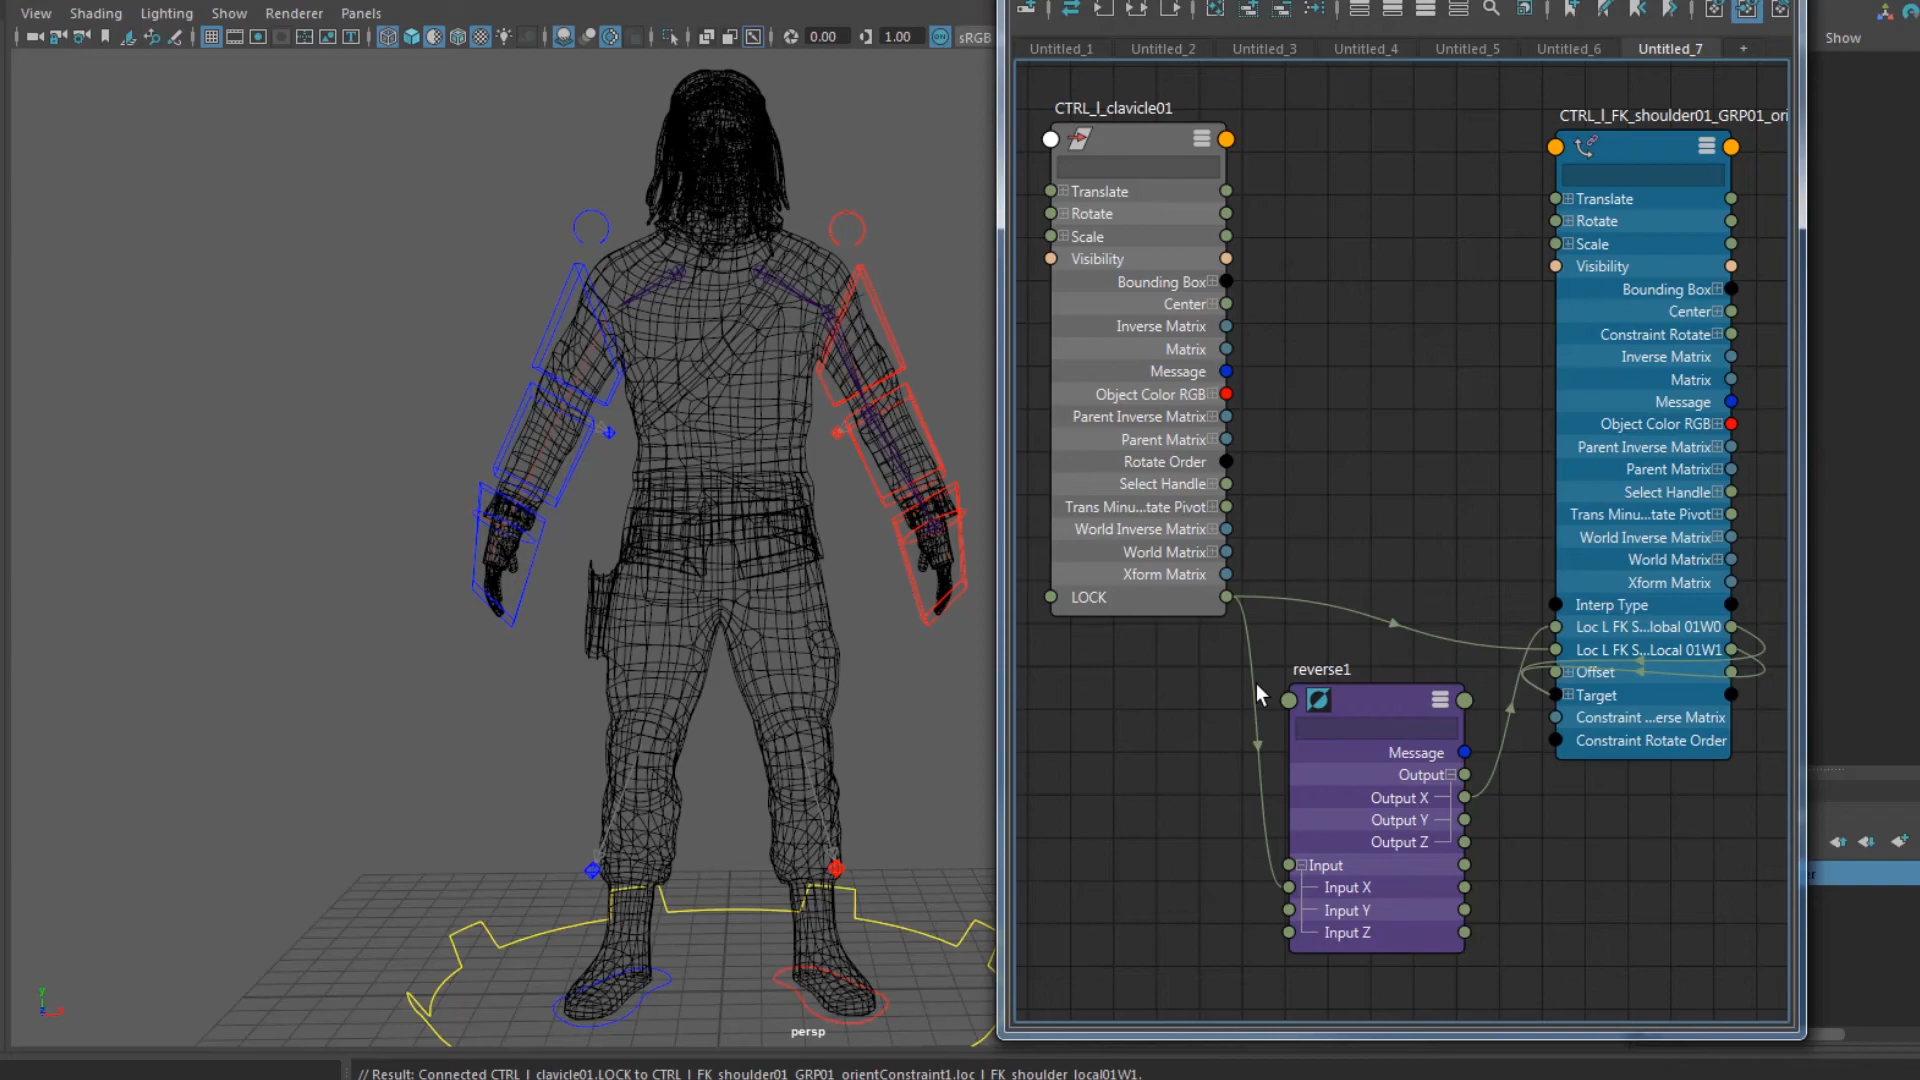 View Shading Lighting Show Renderer Panels
0.00 1.00 ON sRGB
Untitled_1 Untitled_2 Untitled_3 Untitled_4 Untitled_5 Untitled_6 Untitled_7 +
Show
CTRL_l_clavicle01
Translate
Rotate
Scale
Visibility
Bounding Box
Center
Inverse Matrix
Matrix
Message
Object Color RGB
Parent Inverse Matrix
Parent Matrix
Rotate Order
Select Handle
Trans Minu...tate Pivot
World Inverse Matrix
World Matrix
Xform Matrix
LOCK
CTRL_l_FK_shoulder01_GRP01_ori
Translate
Rotate
Scale
Visibility
Bounding Box
Center
Constraint Rotate
Inverse Matrix
Matrix
Message
Object Color RGB
Parent Inverse Matrix
Parent Matrix
Select Handle
Trans Minu...tate Pivot
World Inverse Matrix
World Matrix
Xform Matrix
Interp Type
Loc L FK S...lobal 01W0
Loc L FK S...Local 01W1
Offset
Target
Constraint ...erse Matrix
Constraint Rotate Order
reverse1
Message
Output
Output X
Output Y
Output Z
Input
Input X
Input Y
Input Z
persp
y
z
x
// Result: Connected CTRL_l_clavicle01.LOCK to CTRL_l_FK_shoulder01_GRP01_orientConstraint1.loc_l_FK_shoulder_local01W1.